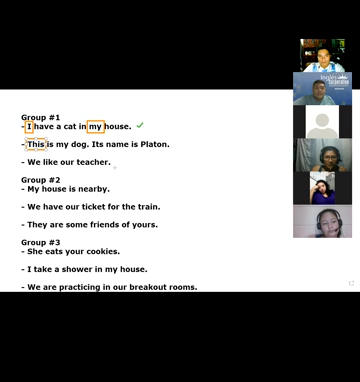 Inglés
Corporativo
Group #1
- I have a cat in my house.
- This is my dog. Its name is Platon.
- We like our teacher.
Group #2
- My house is nearby.
- We have our ticket for the train.
- They are some friends of yours.
Group #3
- She eats your cookies.
- I take a shower in my house.
- We are practicing in our breakout rooms.